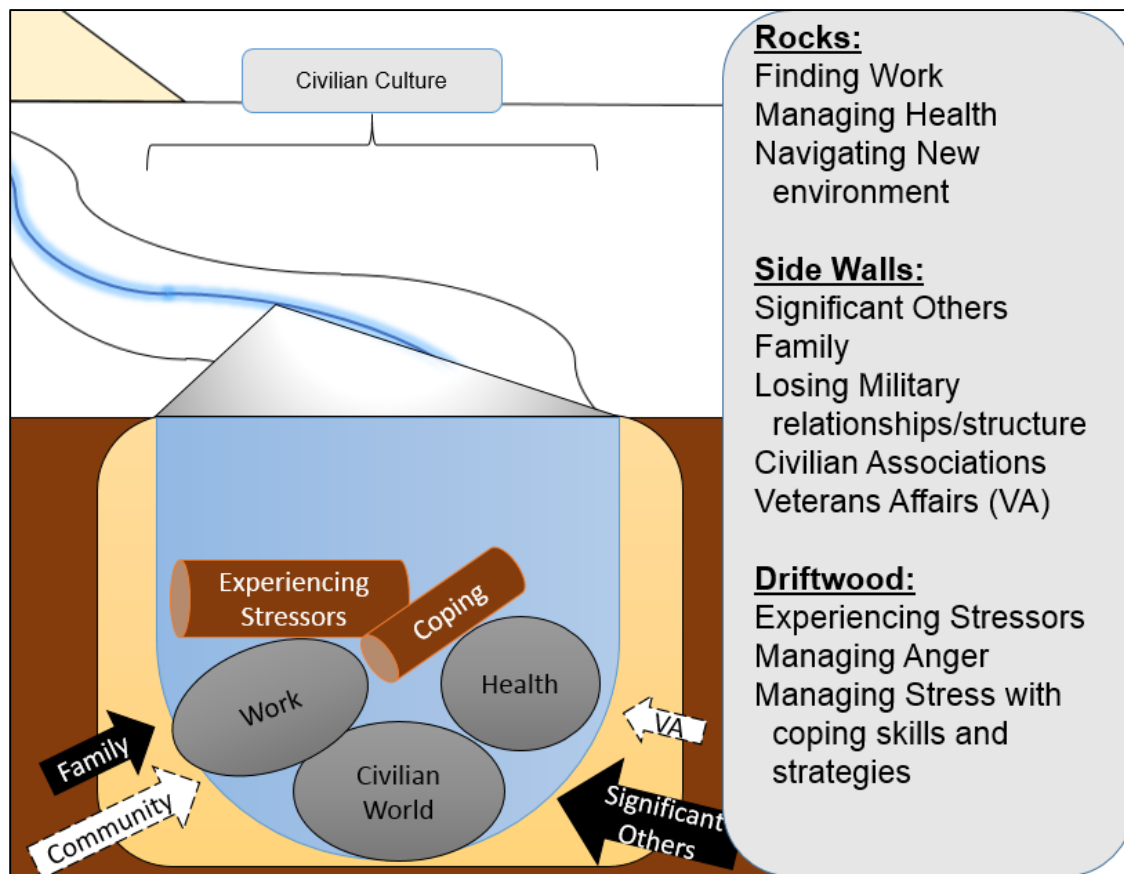 Civilian Culture
Rocks:
Finding Work
Managing Health
Navigating New
environment
Side Walls:
Significant Others
Family
Losing Military
relationships/structure
Civilian Associations
Veterans Affairs (VA)
Driftwood:
Experiencing Stressors
Managing Anger
Managing Stress with
coping skills and
strategies
Experiencing
Stressors
Coping
Work
Health
Civilian
World
Family
Community
VA
Significant
Others